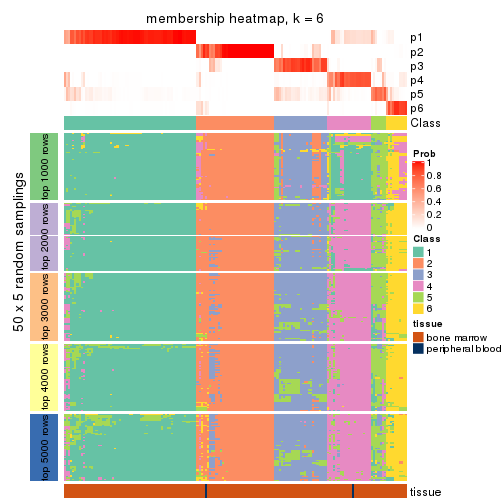 membership heatmap, k = 6
p1
p2
p3
p4
p5
p6
Class
50 x 5 random samplings
top 1000 rows
top 2000 rows
top 3000 rows
top 4000 rows
top 5000 rows
Prob
1
0.8
0.6
0.4
0.2
0
Class
1
2
3
4
5
6
tissue
bone marrow
peripheral blood
tissue